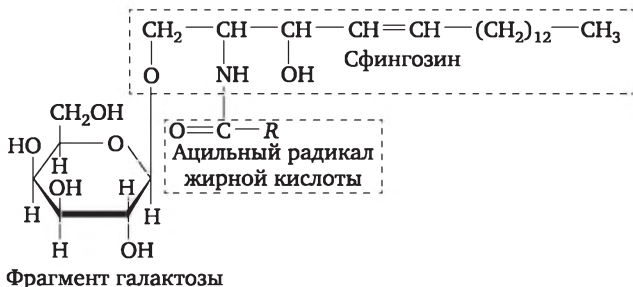 CH₂—CH—CH—CH=CH—(CH₂)₁₂—CH₃
O NH OH Сфингозин
CH₂OH
O=C—R
HO H O
Ацильный радикал
жирной кислоты
OH H
H H
H OH
Фрагмент галактозы